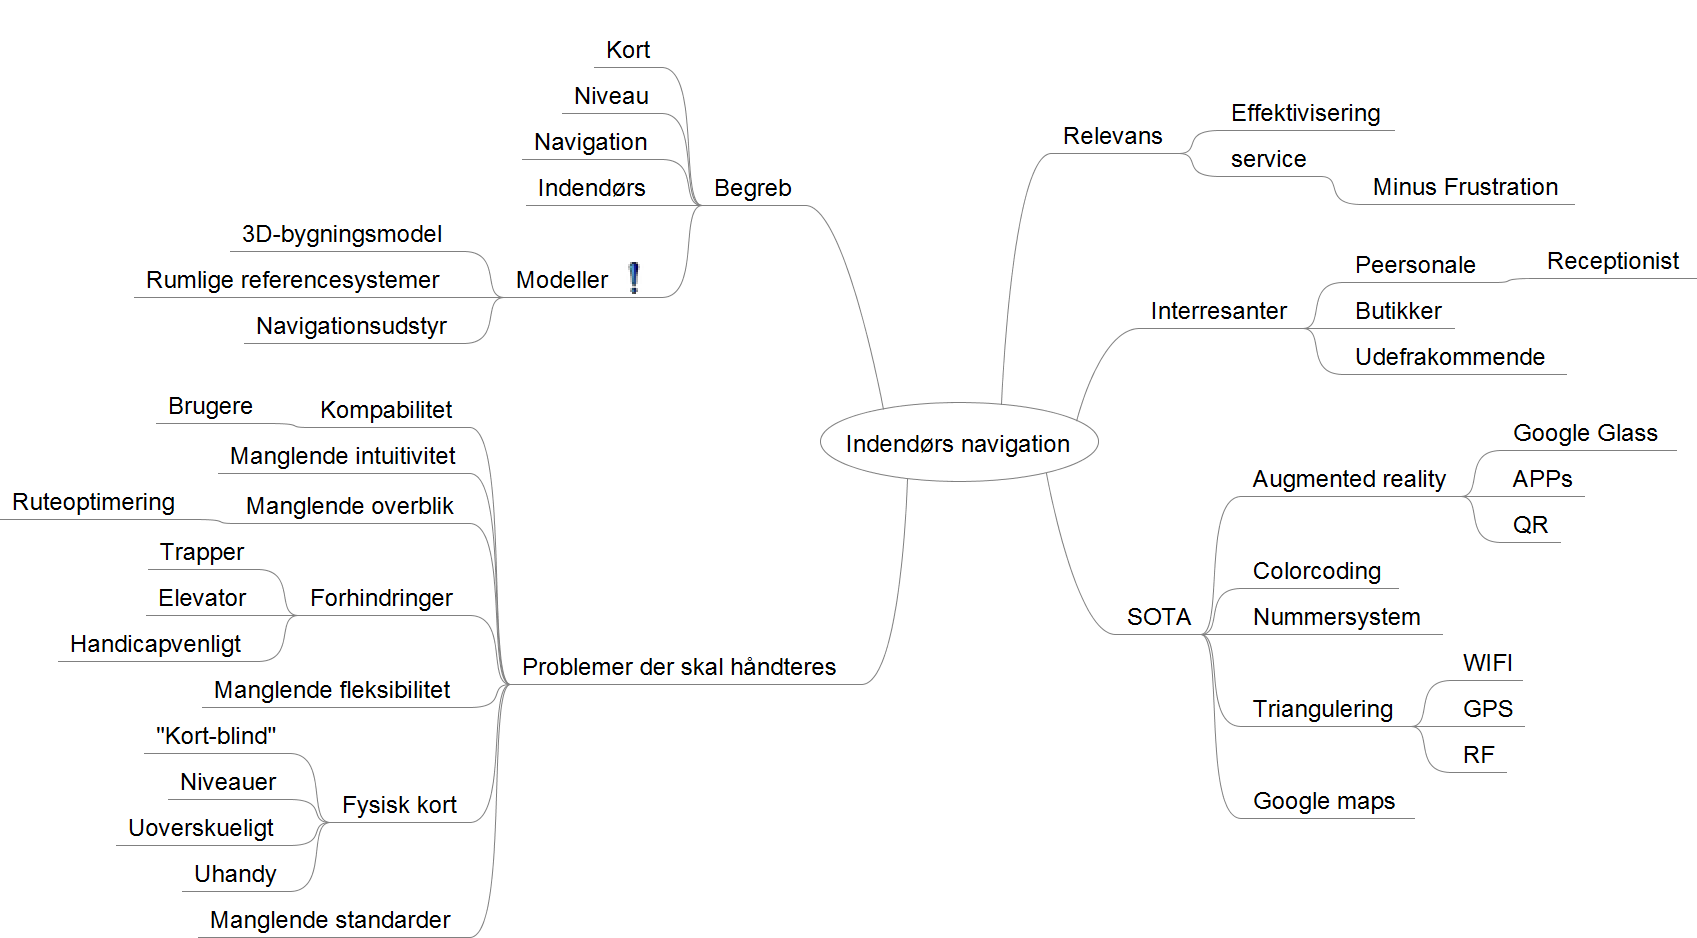 Indendørs navigation
Begreb
Kort
Niveau
Navigation
Indendørs
Modeller
3D-bygningsmodel
Rumlige referencesystemer
Navigationsudstyr
Problemer der skal håndteres
Kompabilitet
Brugere
Manglende intuitivitet
Manglende overblik
Ruteoptimering
Forhindringer
Trapper
Elevator
Handicapvenligt
Manglende fleksibilitet
Fysisk kort
"Kort-blind"
Niveauer
Uoverskueligt
Uhandy
Manglende standarder
Relevans
Effektivisering
service
Minus Frustration
Interresanter
Peersonale
Receptionist
Butikker
Udefrakommende
SOTA
Augmented reality
Google Glass
APPs
QR
Colorcoding
Nummersystem
Triangulering
WIFI
GPS
RF
Google maps